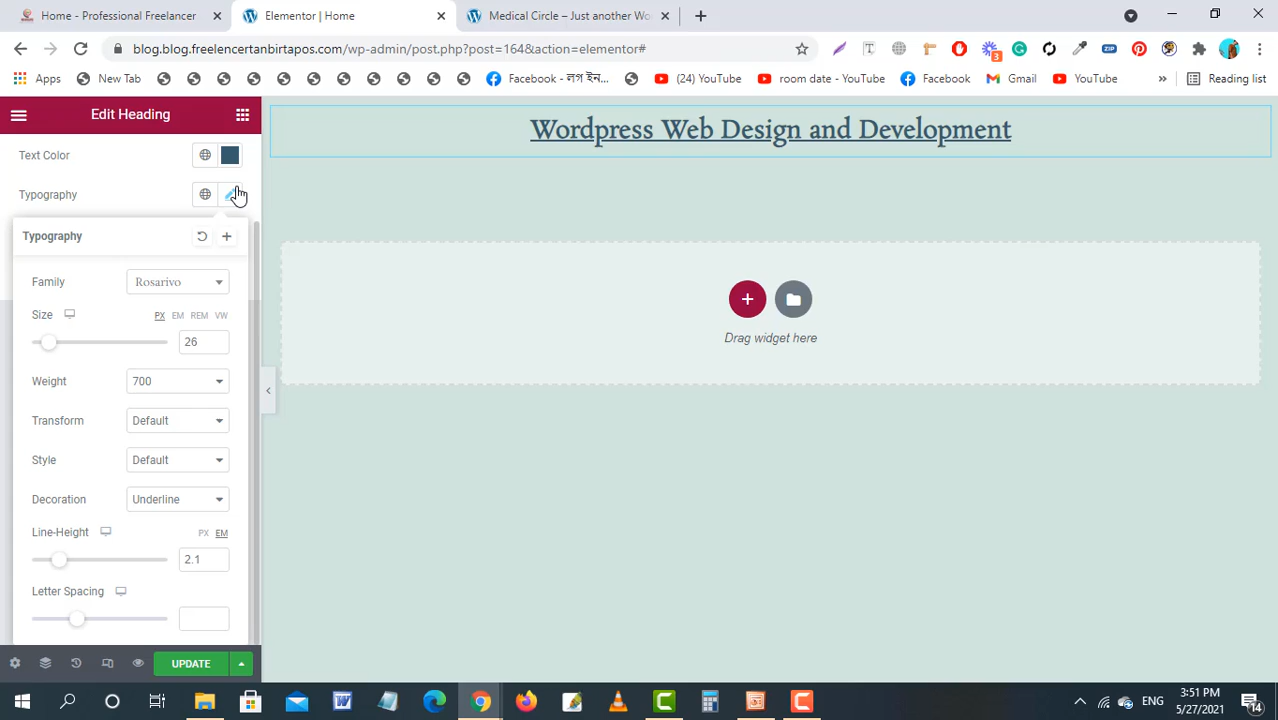 Home - Professional Freelancer
Elementor | Home
Medical Circle – Just another Wo
blog.blog.freelencertanbirtapos.com/wp-admin/post.php?post=164&action=elementor#
Apps
New Tab
Facebook - লগ ইন...
(24) YouTube
room date - YouTube
Facebook
Gmail
YouTube
»
Reading list
Edit Heading
Text Color
Typography
Typography
Family
Rosarivo
Size
PX EM REM VW
26
Weight
700
Transform
Default
Style
Default
Decoration
Underline
Line-Height
PX EM
2.1
Letter Spacing
UPDATE
Wordpress Web Design and Development
Drag widget here
ENG
3:51 PM
5/27/2021
14
3
ZIP